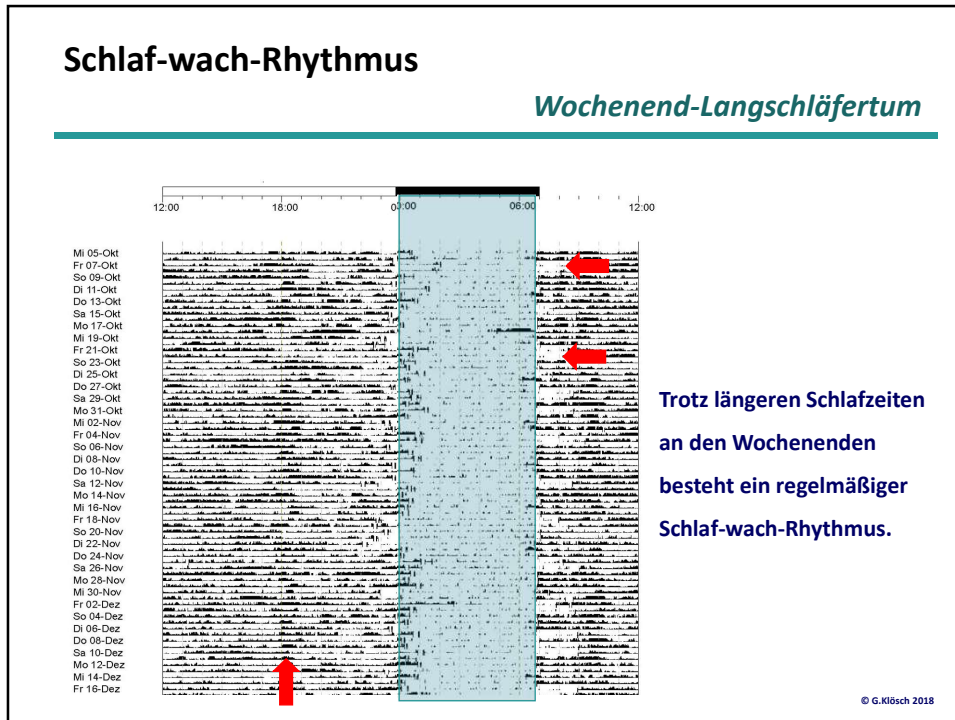 Schlaf-wach-Rhythmus
Wochenend-Langschläfertum
12:00 18:00 00:00 06:00 12:00
Mi 05-Okt
Fr 07-Okt
So 09-Okt
Di 11-Okt
Do 13-Okt
Sa 15-Okt
Mo 17-Okt
Mi 19-Okt
Fr 21-Okt
So 23-Okt
Di 25-Okt
Do 27-Okt
Sa 29-Okt
Mo 31-Okt
Mi 02-Nov
Fr 04-Nov
So 06-Nov
Di 08-Nov
Do 10-Nov
Sa 12-Nov
Mo 14-Nov
Mi 16-Nov
Fr 18-Nov
So 20-Nov
Di 22-Nov
Do 24-Nov
Sa 26-Nov
Mo 28-Nov
Mi 30-Nov
Fr 02-Dez
So 04-Dez
Di 06-Dez
Do 08-Dez
Sa 10-Dez
Mo 12-Dez
Mi 14-Dez
Fr 16-Dez
Trotz längeren Schlafzeiten
an den Wochenenden
besteht ein regelmäßiger
Schlaf-wach-Rhythmus.
© G.Klösch 2018